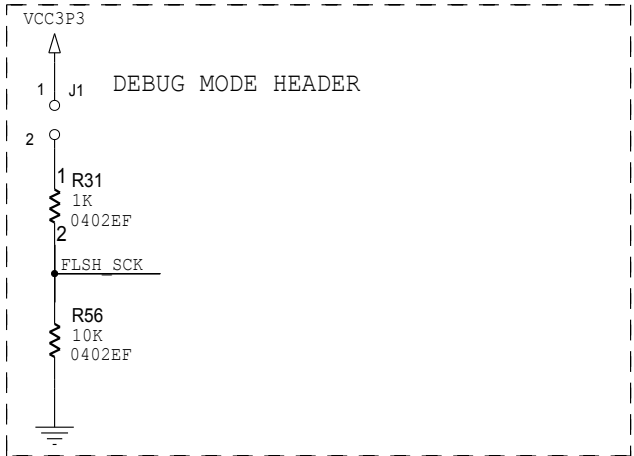 VCC3P3
1 J1 DEBUG MODE HEADER
2
1 R31
1K
0402EF
2
FLSH_SCK
R56
10K
0402EF